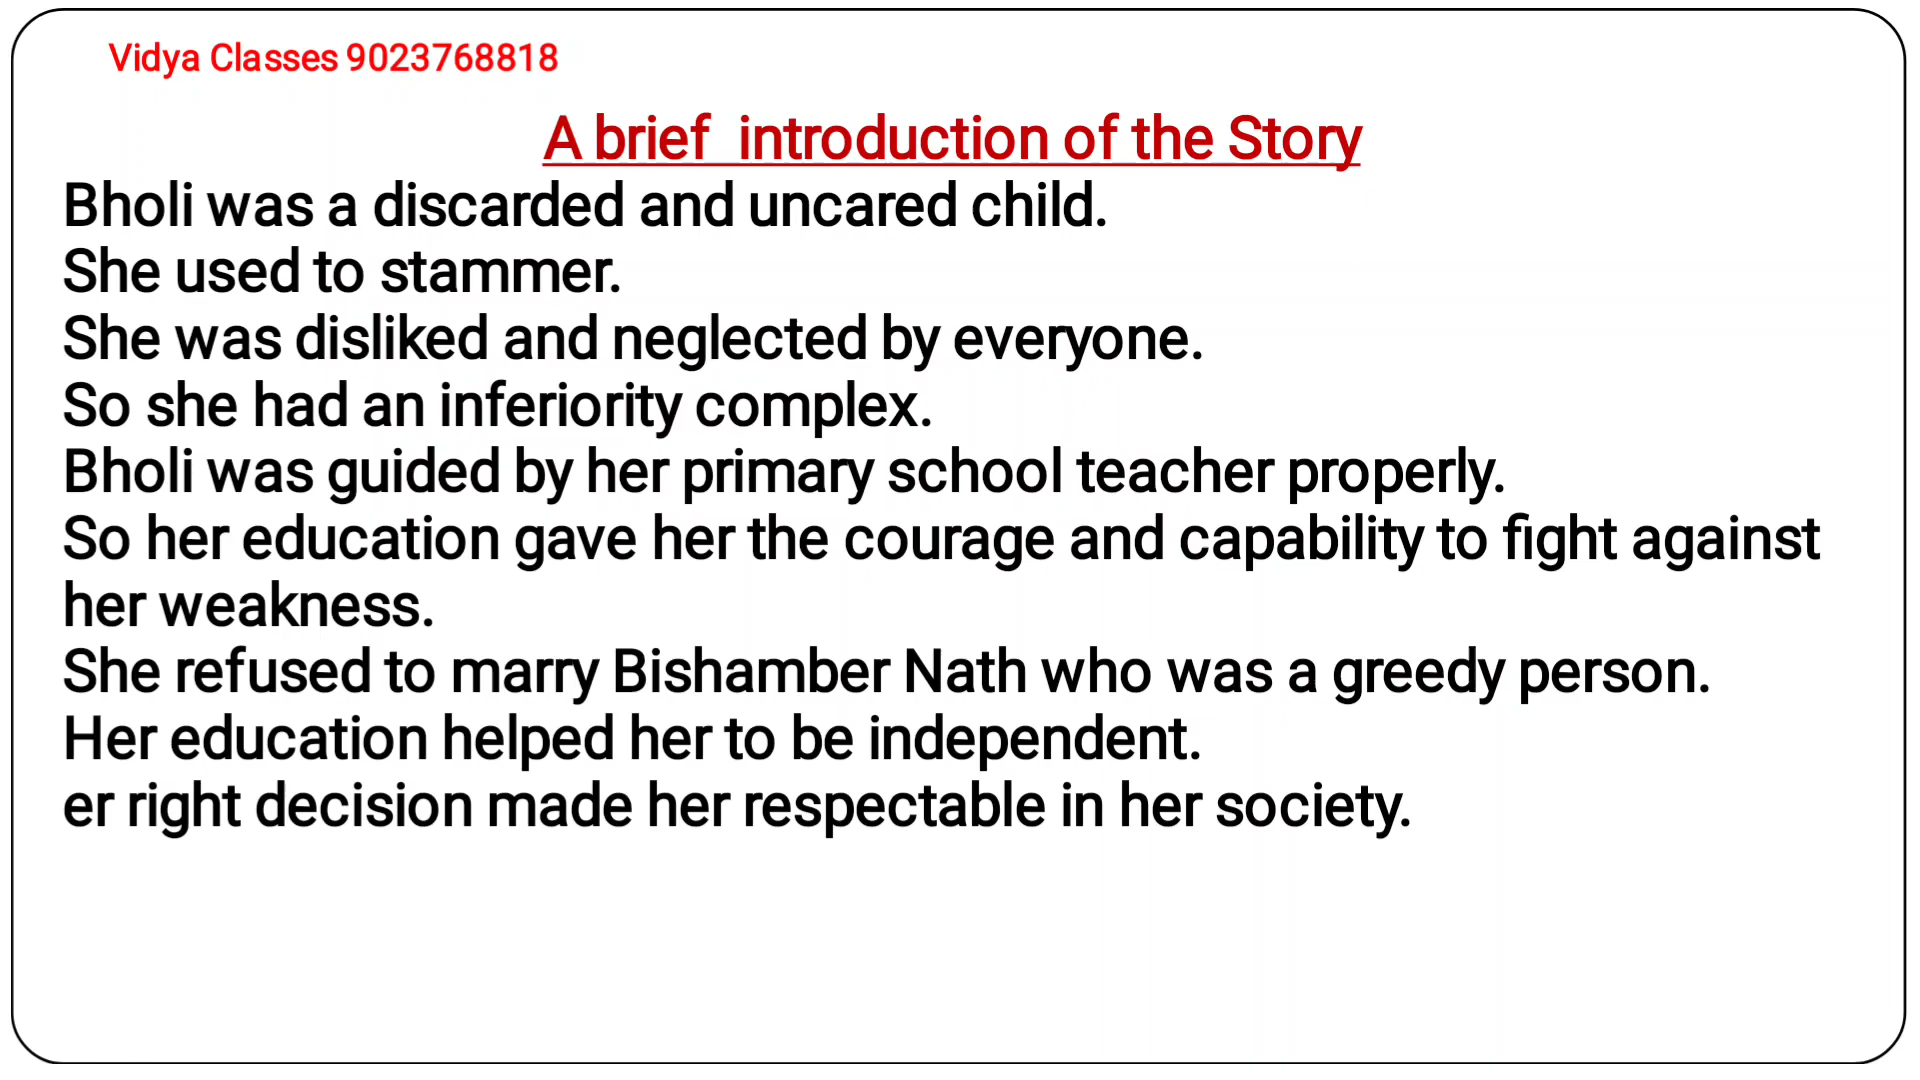 Vidya Classes 9023768818
A brief introduction of the Story
Bholi was a discarded and uncared child.
She used to stammer.
She was disliked and neglected by everyone.
So she had an inferiority complex.
Bholi was guided by her primary school teacher properly.
So her education gave her the courage and capability to fight against
her weakness.
She refused to marry Bishamber Nath who was a greedy person.
Her education helped her to be independent.
er right decision made her respectable in her society.